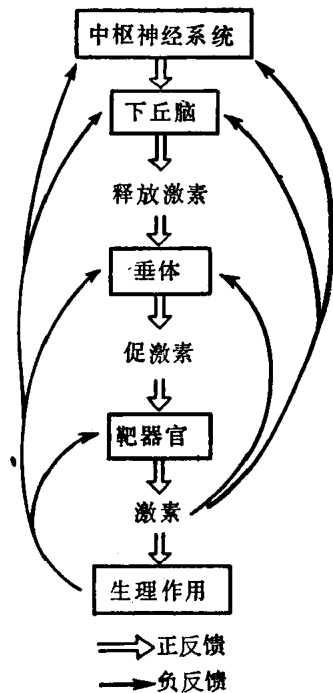 中枢神经系统
下丘脑
释放激素
垂体
促激素
靶器官
激素
生理作用
正反馈
负反馈